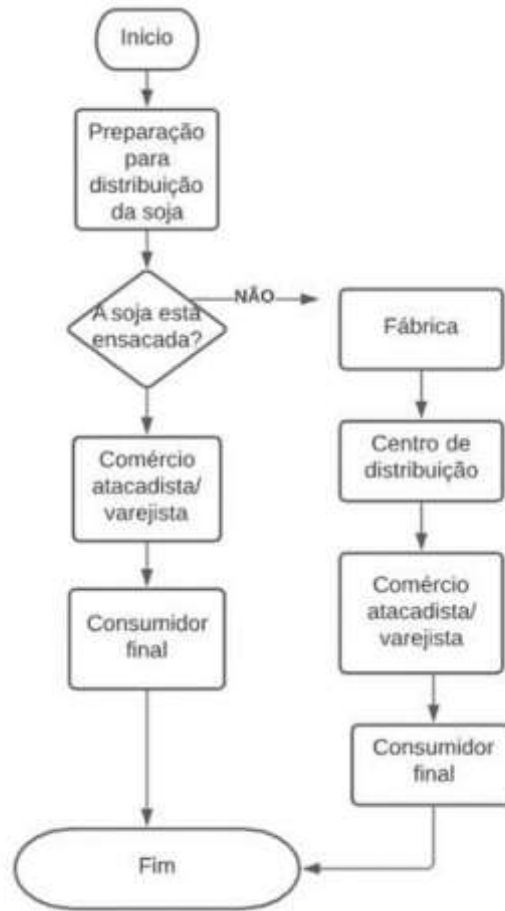 Inicio
Preparação
para
distribuição
da soja
A soja está
ensacada?
NÃO
Comércio
atacadista/
varejista
Consumidor
final
Fábrica
Centro de
distribuição
Comércio
atacadista/
varejista
Consumidor
final
Fim